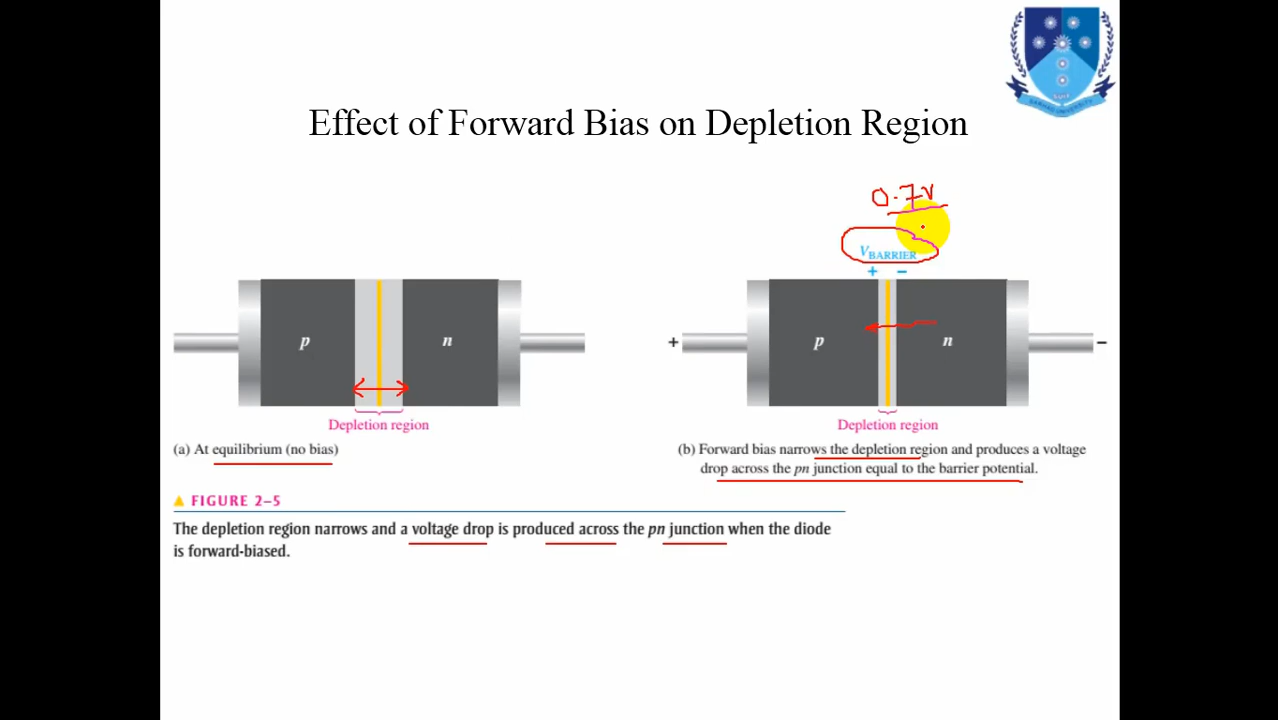 Effect of Forward Bias on Depletion Region
0.7V
VBARRIER
+ −
p n
+ p n −
Depletion region
Depletion region
(a) At equilibrium (no bias)
(b) Forward bias narrows the depletion region and produces a voltage
drop across the pn junction equal to the barrier potential.
FIGURE 2–5
The depletion region narrows and a voltage drop is produced across the pn junction when the diode
is forward-biased.